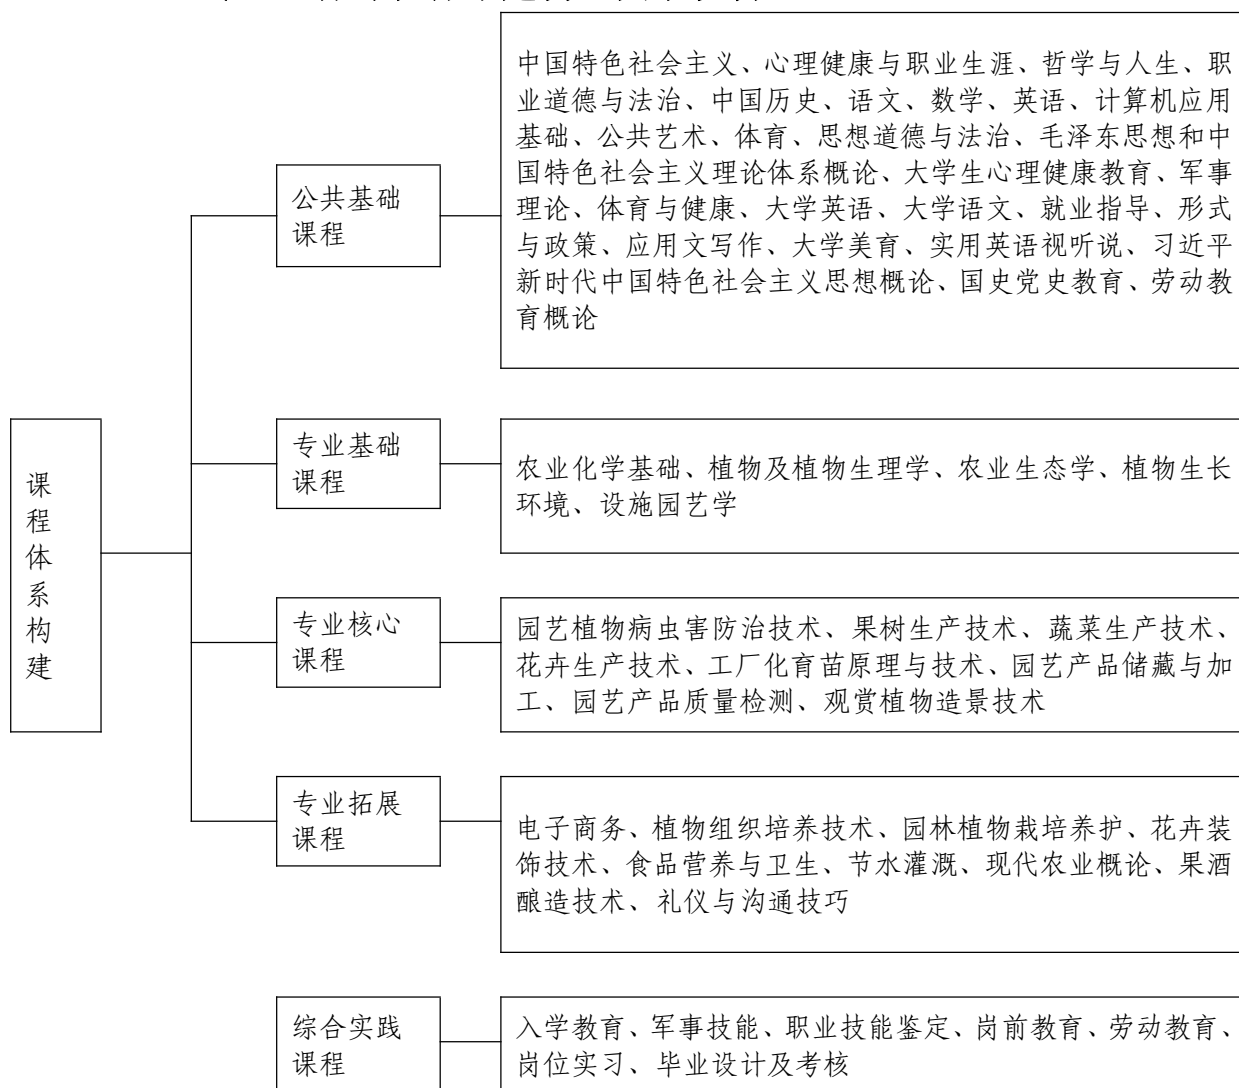 课
程
体
系
构
建
公共基础
课程
中国特色社会主义、心理健康与职业生涯、哲学与人生、职
业道德与法治、中国历史、语文、数学、英语、计算机应用
基础、公共艺术、体育、思想道德与法治、毛泽东思想和中
国特色社会主义理论体系概论、大学生心理健康教育、军事
理论、体育与健康、大学英语、大学语文、就业指导、形式
与政策、应用文写作、大学美育、实用英语视听说、习近平
新时代中国特色社会主义思想概论、国史党史教育、劳动教
育概论
专业基础
课程
农业化学基础、植物及植物生理学、农业生态学、植物生长
环境、设施园艺学
专业核心
课程
园艺植物病虫害防治技术、果树生产技术、蔬菜生产技术、
花卉生产技术、工厂化育苗原理与技术、园艺产品储藏与加
工、园艺产品质量检测、观赏植物造景技术
专业拓展
课程
电子商务、植物组织培养技术、园林植物栽培养护、花卉装
饰技术、食品营养与卫生、节水灌溉、现代农业概论、果酒
酿造技术、礼仪与沟通技巧
综合实践
课程
入学教育、军事技能、职业技能鉴定、岗前教育、劳动教育、
岗位实习、毕业设计及考核